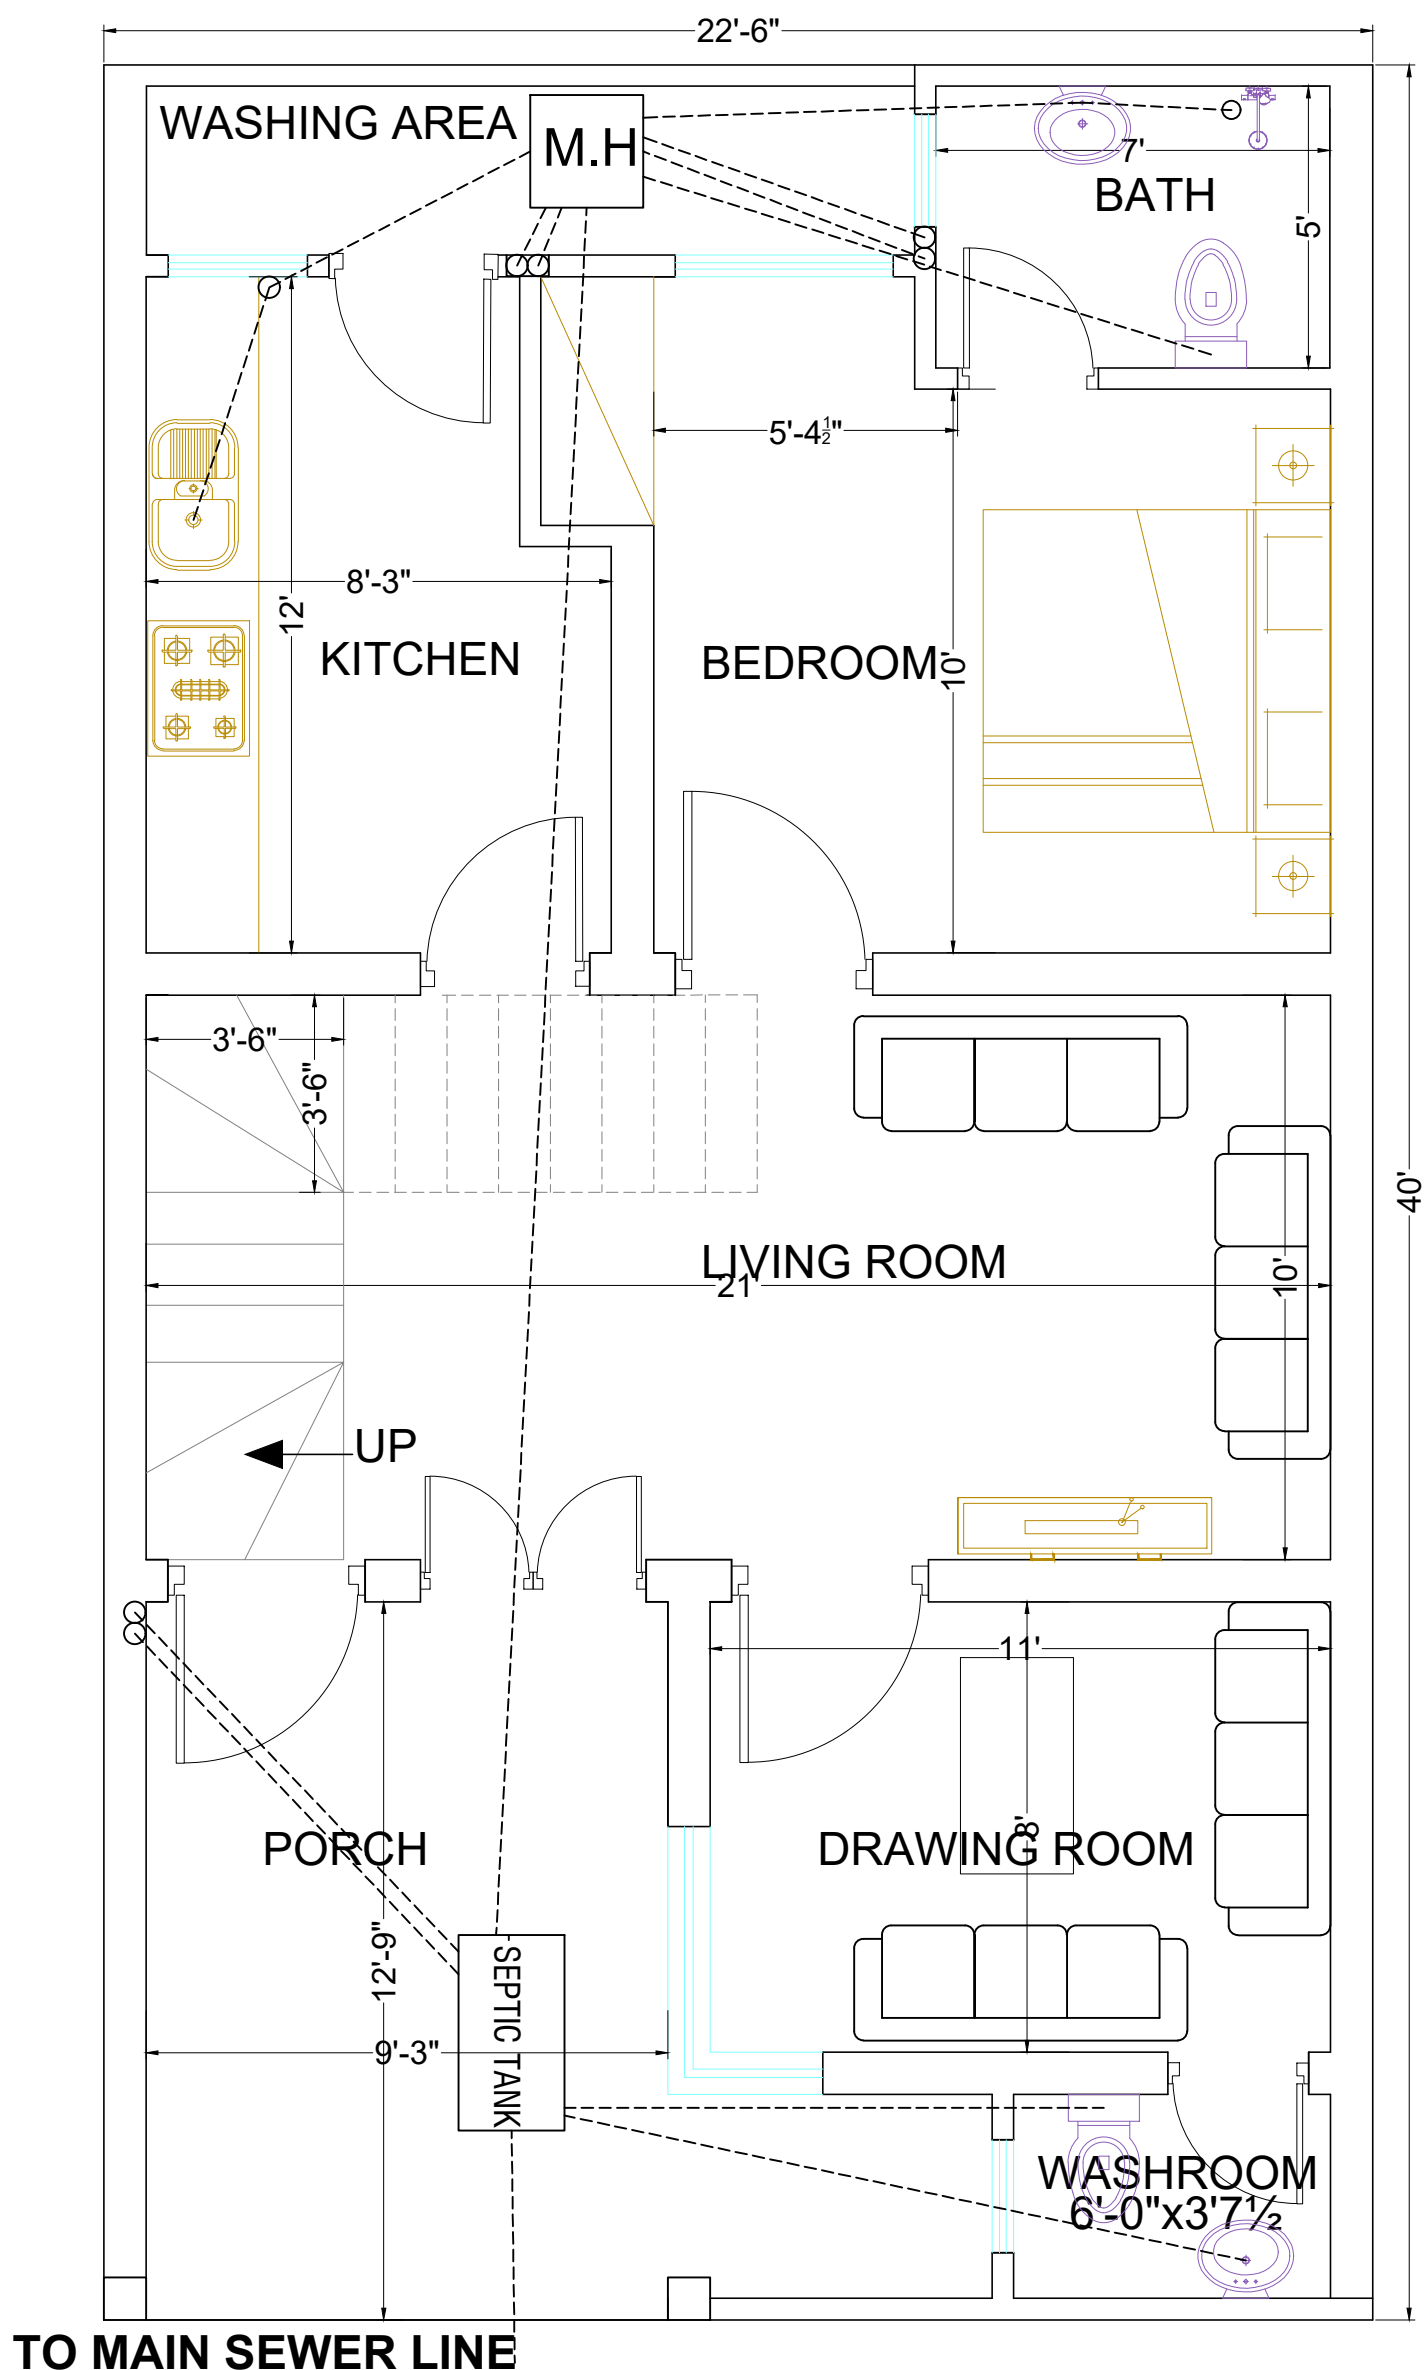 22'-6"
WASHING AREA
M.H
7'
BATH
5'
5'-4½"
8'-3"
12'
KITCHEN
BEDROOM
10'
3'-6"
3'-6"
40'
LIVING ROOM
21'
10'
UP
11'
PORCH
DRAWING ROOM
8'
12'-9"
SEPTIC TANK
9'-3"
WASHROOM
6'-0"x3'7½
TO MAIN SEWER LINE